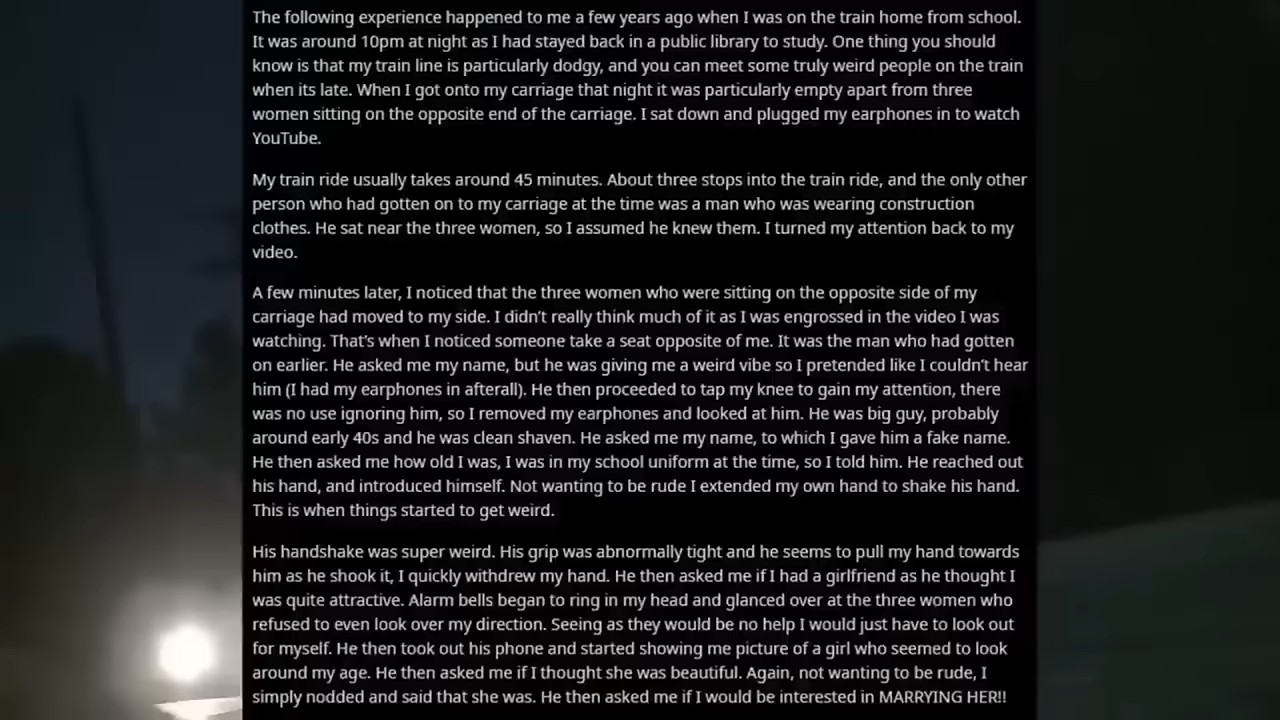 The following experience happened to me a few years ago when I was on the train home from school.
It was around 10pm at night as I had stayed back in a public library to study. One thing you should
know is that my train line is particularly dodgy, and you can meet some truly weird people on the train
when its late. When I got onto my carriage that night it was particularly empty apart from three
women sitting on the opposite end of the carriage. I sat down and plugged my earphones in to watch
YouTube.
My train ride usually takes around 45 minutes. About three stops into the train ride, and the only other
person who had gotten on to my carriage at the time was a man who was wearing construction
clothes. He sat near the three women, so I assumed he knew them. I turned my attention back to my
video.
A few minutes later, I noticed that the three women who were sitting on the opposite side of my
carriage had moved to my side. I didn't really think much of it as I was engrossed in the video I was
watching. That's when I noticed someone take a seat opposite of me. It was the man who had gotten
on earlier. He asked me my name, but he was giving me a weird vibe so I pretended like I couldn't hear
him (I had my earphones in afterall). He then proceeded to tap my knee to gain my attention, there
was no use ignoring him, so I removed my earphones and looked at him. He was big guy, probably
around early 40s and he was clean shaven. He asked me my name, to which I gave him a fake name.
He then asked me how old I was, I was in my school uniform at the time, so I told him. He reached out
his hand, and introduced himself. Not wanting to be rude I extended my own hand to shake his hand.
This is when things started to get weird.
His handshake was super weird. His grip was abnormally tight and he seems to pull my hand towards
him as he shook it, I quickly withdrew my hand. He then asked me if I had a girlfriend as he thought I
was quite attractive. Alarm bells began to ring in my head and glanced over at the three women who
refused to even look over my direction. Seeing as they would be no help I would just have to look out
for myself. He then took out his phone and started showing me picture of a girl who seemed to look
around my age. He then asked me if I thought she was beautiful. Again, not wanting to be rude, I
simply nodded and said that she was. He then asked me if I would be interested in MARRYING HER!!